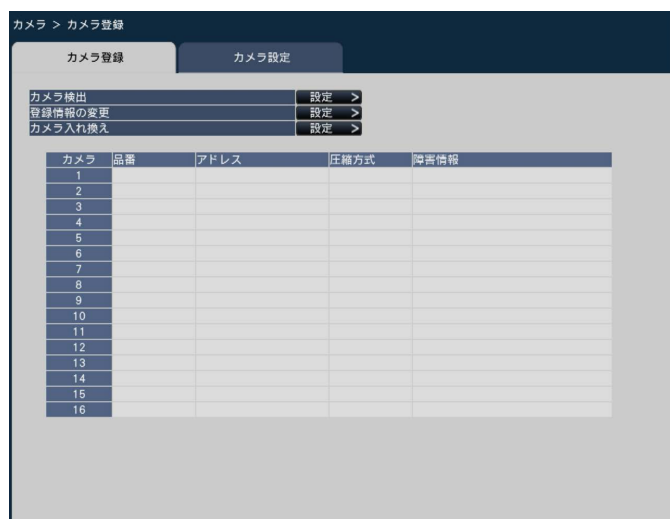 カメラ > カメラ登録
カメラ登録 カメラ設定
カメラ検出 設定 >
登録情報の変更 設定 >
カメラ入れ換え 設定 >
カメラ 品番 アドレス 圧縮方式 障害情報
1
2
3
4
5
6
7
8
9
10
11
12
13
14
15
16